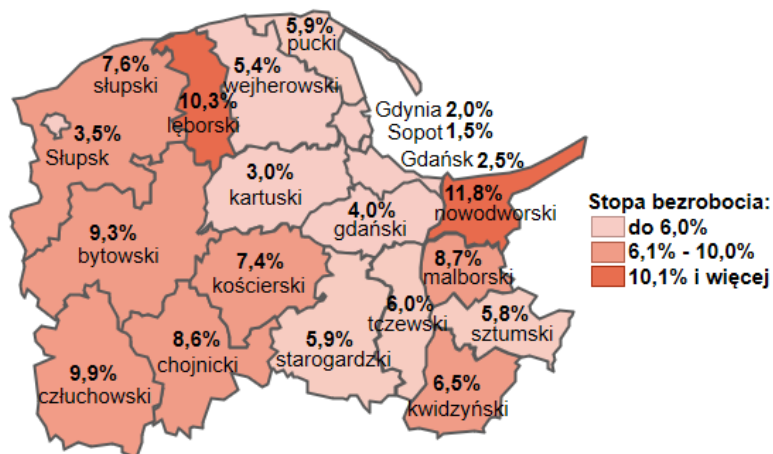 5,9%
pucki
7,6%
słupski
5,4%
wejherowski
10,3%
lęborski
Gdynia 2,0%
Sopot 1,5%
Gdańsk 2,5%
3,5%
Słupsk
3,0%
kartuski
4,0%
gdański
11,8%
nowodworski
Stopa bezrobocia:
do 6,0%
6,1% - 10,0%
10,1% i więcej
9,3%
bytowski
7,4%
kościerski
8,7%
malborski
6,0%
tczewski
5,8%
sztumski
8,6%
chojnicki
5,9%
starogardzki
9,9%
człuchowski
6,5%
kwidzyński